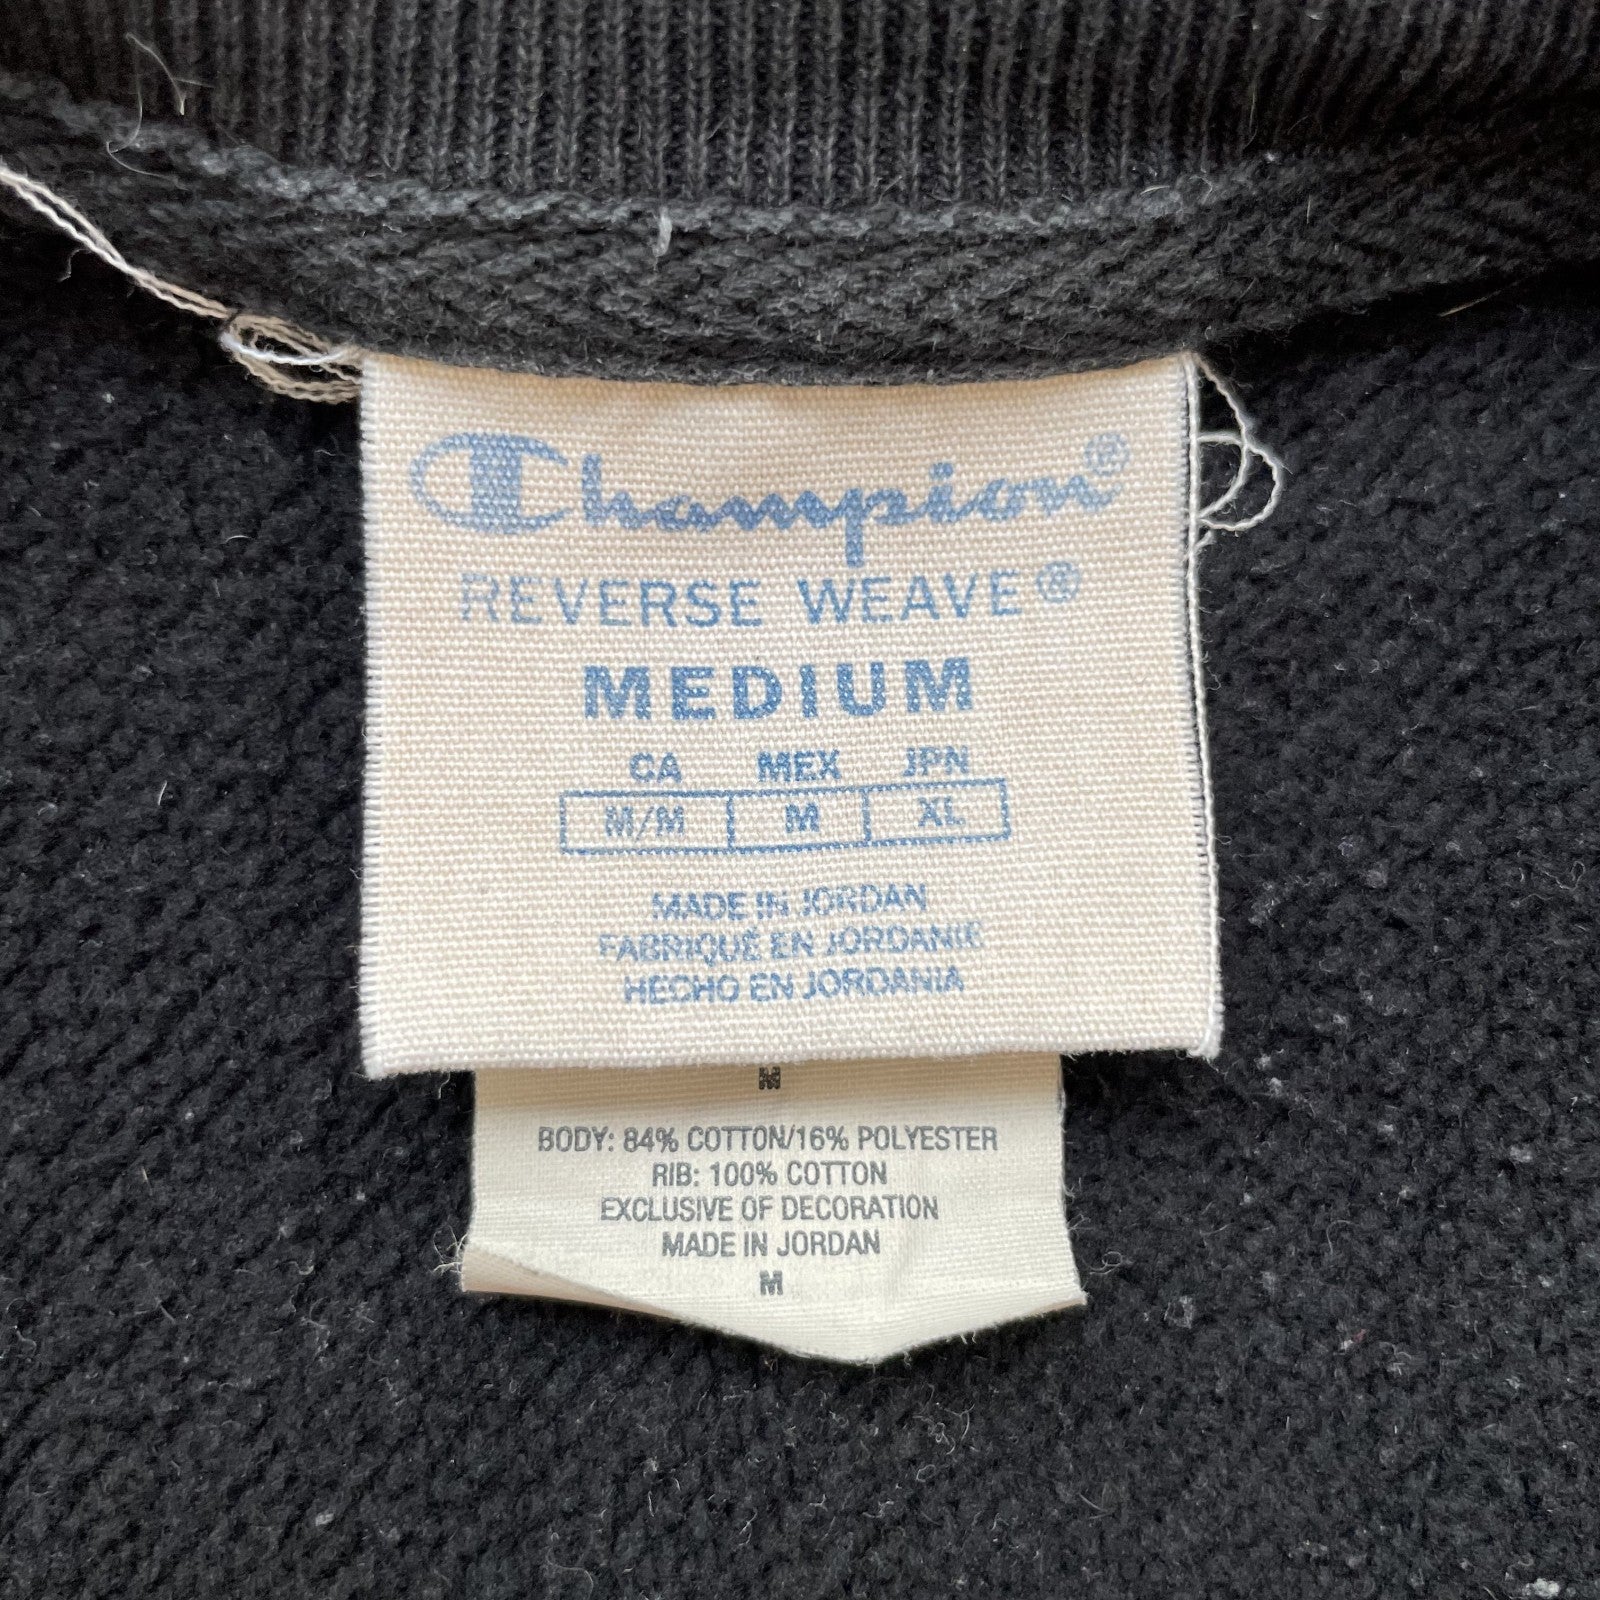 Champion®
REVERSE WEAVE®
MEDIUM
CA MEX JPN
M/M M XL
MADE IN JORDAN
FABRIQUÉ EN JORDANIE
HECHO EN JORDANIA
M
BODY: 84% COTTON/16% POLYESTER
RIB: 100% COTTON
EXCLUSIVE OF DECORATION
MADE IN JORDAN
M